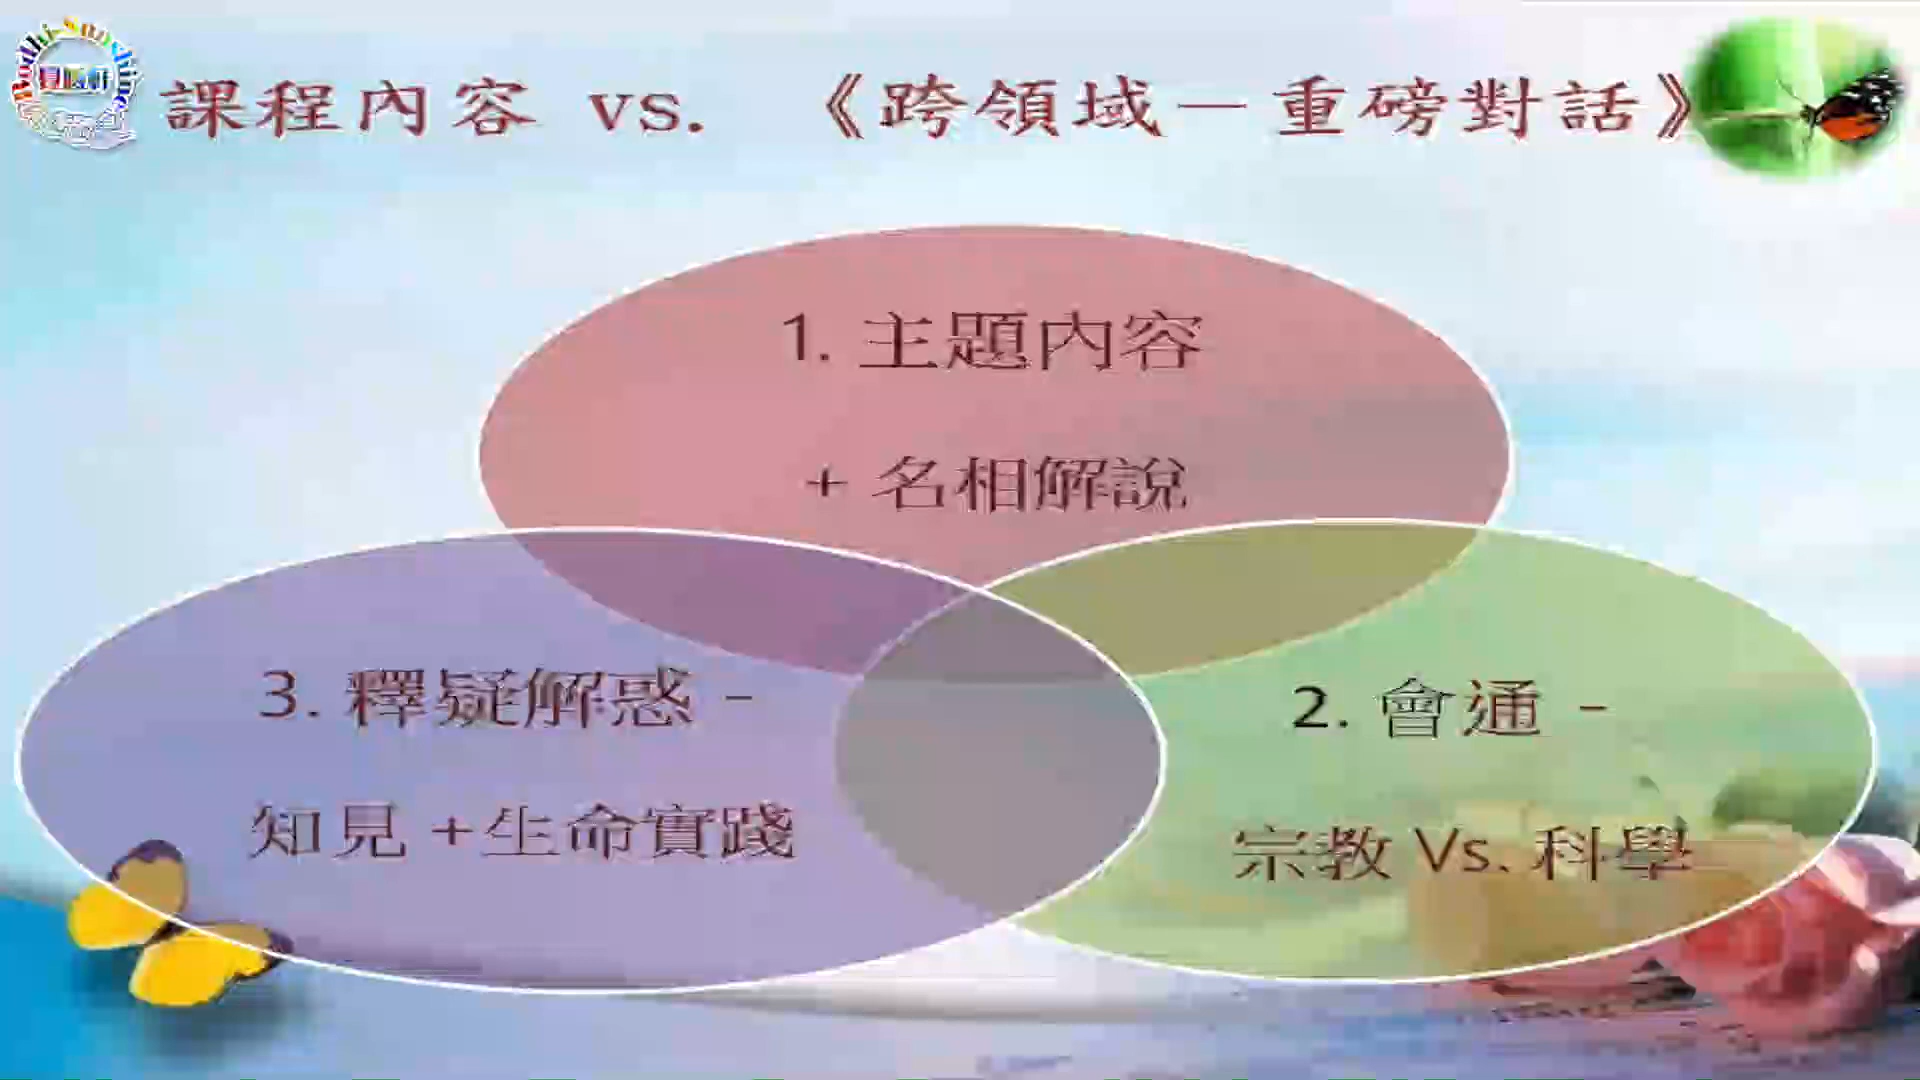 Bodhi Sunshine
課程內容 vs. 《跨領域－重磅對話》
1. 主題內容
+ 名相解說
3. 釋疑解惑 -
知見 +生命實踐
2. 會通 -
宗教 Vs. 科學